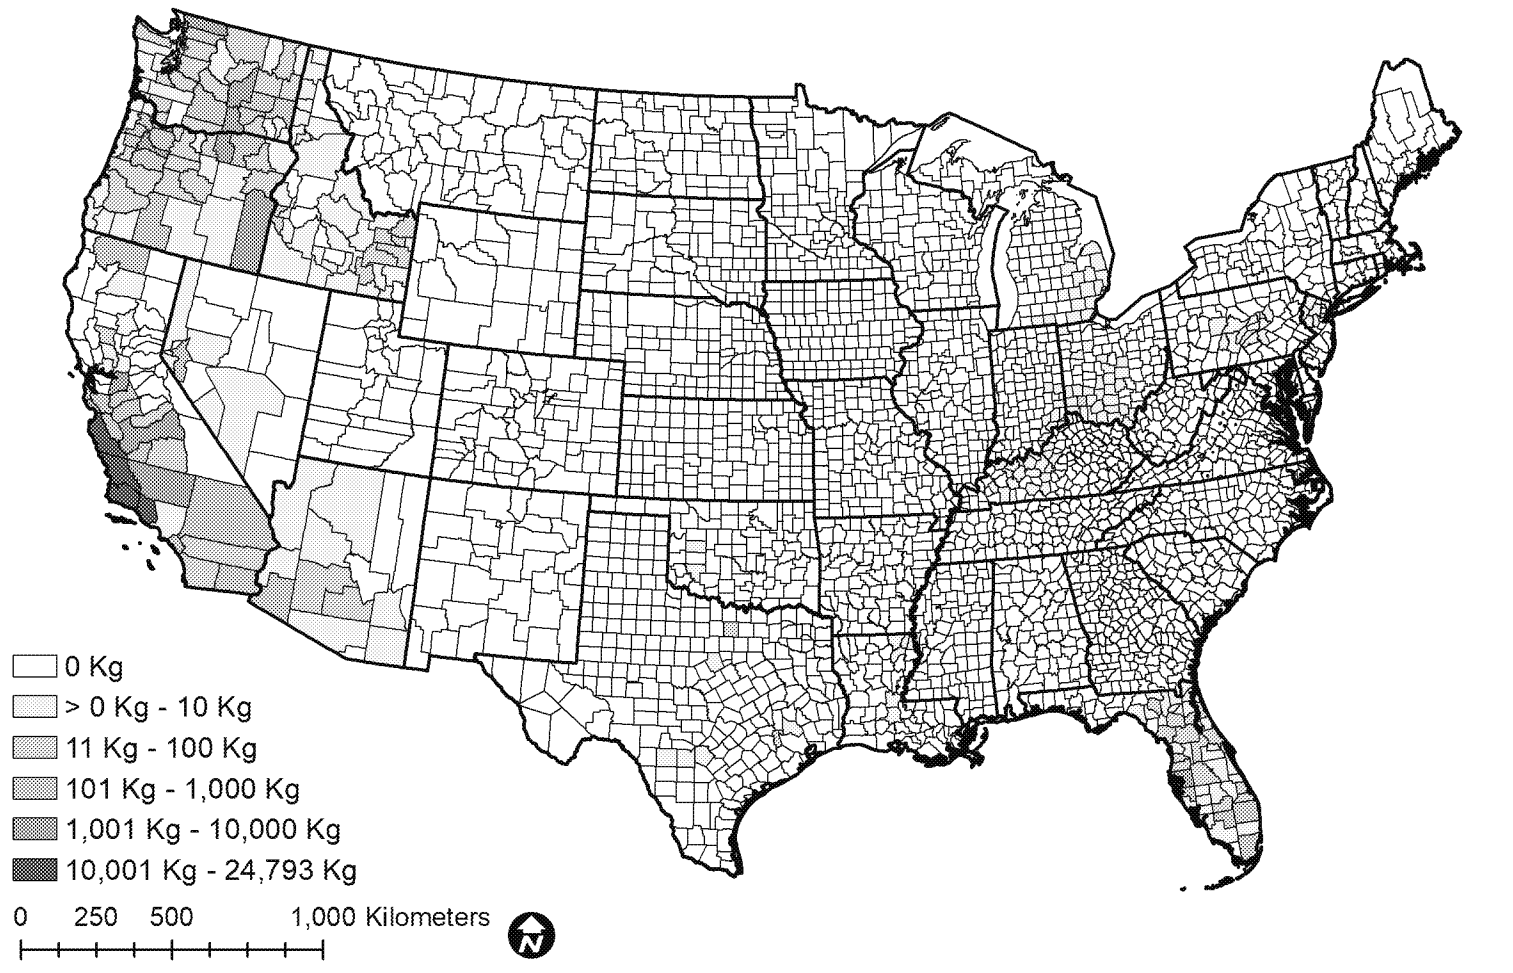 0 Kg
> 0 Kg - 10 Kg
11 Kg - 100 Kg
101 Kg - 1,000 Kg
1,001 Kg - 10,000 Kg
10,001 Kg - 24,793 Kg
0 250 500 1,000 Kilometers
N